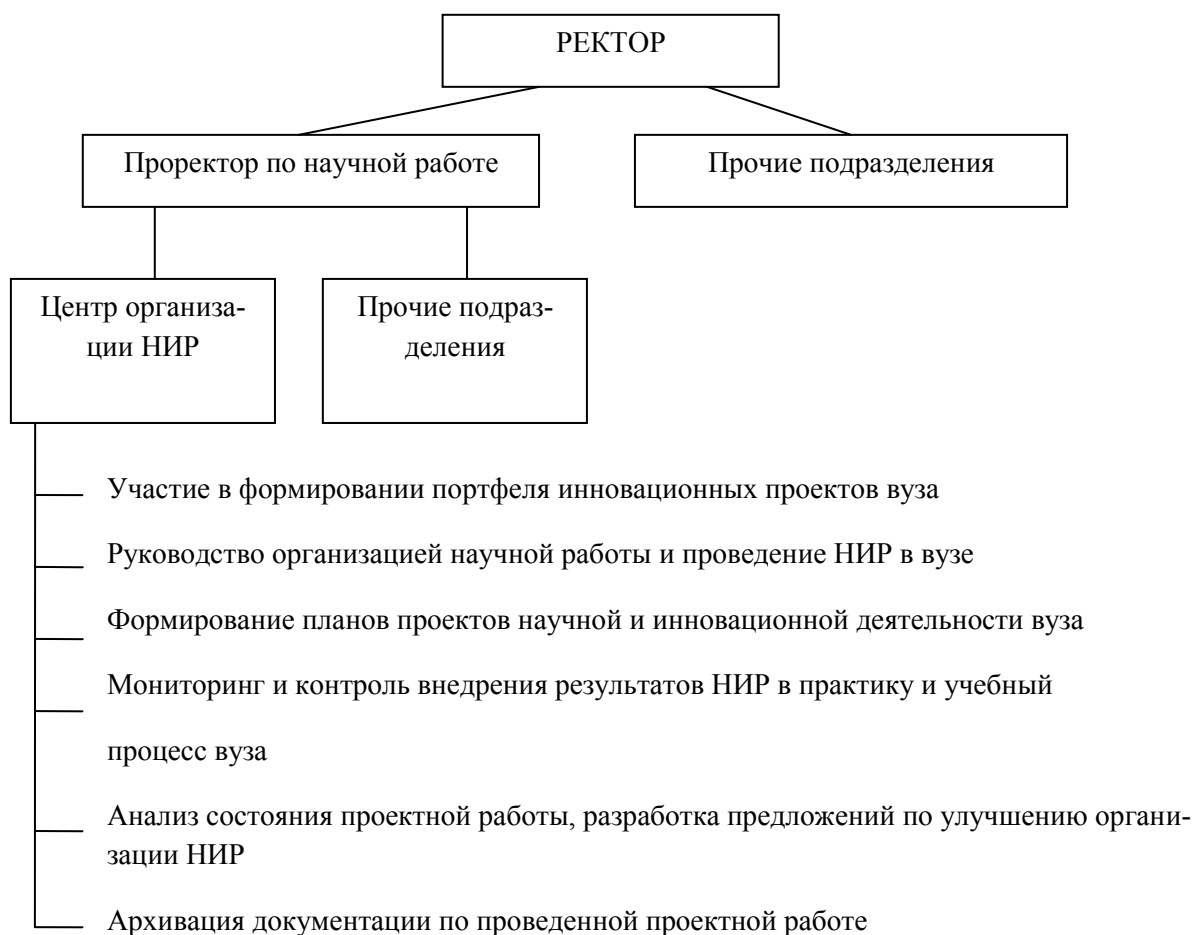 РЕКТОР
Проректор по научной работе
Прочие подразделения
Центр организа-
ции НИР
Прочие подраз-
деления
Участие в формировании портфеля инновационных проектов вуза
Руководство организацией научной работы и проведение НИР в вузе
Формирование планов проектов научной и инновационной деятельности вуза
Мониторинг и контроль внедрения результатов НИР в практику и учебный
процесс вуза
Анализ состояния проектной работы, разработка предложений по улучшению органи-
зации НИР
Архивация документации по проведенной проектной работе